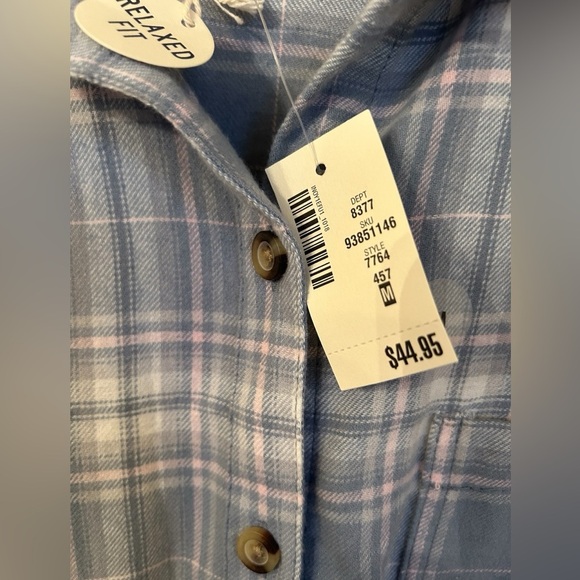 RELAXED
FIT
DEPT
8377
SKU
93851146
STYLE
7764
457
M
$44.95